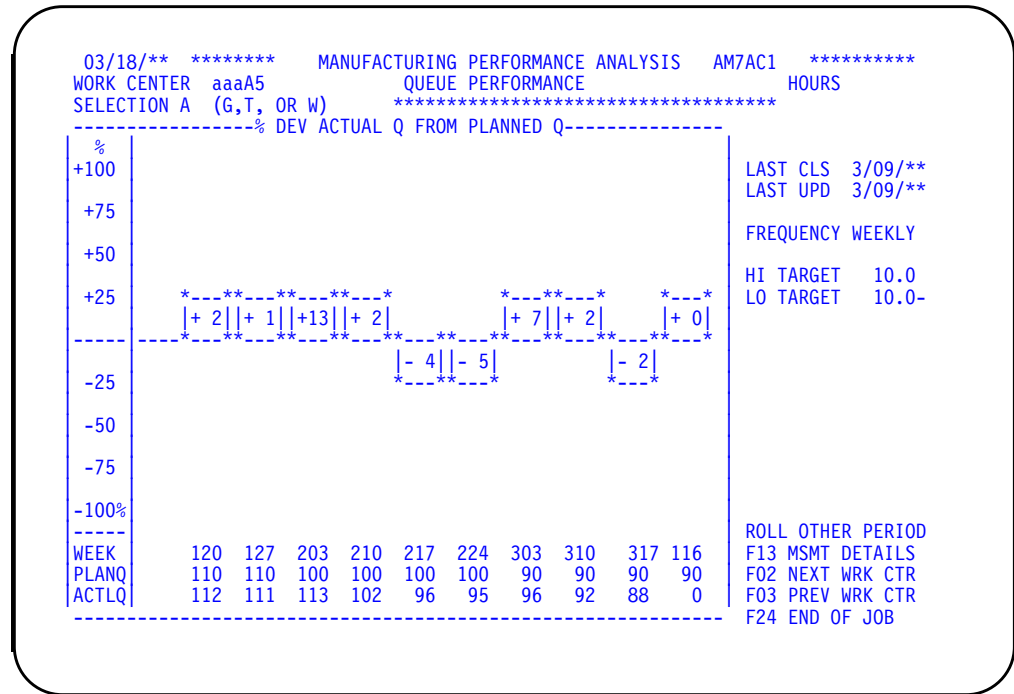 03/18/** ******** MANUFACTURING PERFORMANCE ANALYSIS AM7AC1 **********
WORK CENTER aaaA5 QUEUE PERFORMANCE HOURS
SELECTION A (G,T, OR W) ************************************
-----------------% DEV ACTUAL Q FROM PLANNED Q---------------
%
+100 LAST CLS 3/09/**
LAST UPD 3/09/**
+75
FREQUENCY WEEKLY
+50
HI TARGET 10.0
+25 *---**---**---**---* *---**---* *---* LO TARGET 10.0-
|+ 2||+ 1||+13||+ 2| |+ 7||+ 2| |+ 0|
-----|----*---**---**---**---**---**---**---**---**---**---*
|- 4||- 5| |- 2|
-25 *---**---* *---*
-50
-75
-100%
----- ROLL OTHER PERIOD
WEEK 120 127 203 210 217 224 303 310 317 116 F13 MSMT DETAILS
PLANQ 110 110 100 100 100 100 90 90 90 90 F02 NEXT WRK CTR
ACTLQ 112 111 113 102 96 95 96 92 88 0 F03 PREV WRK CTR
------------------------------------------------------------- F24 END OF JOB